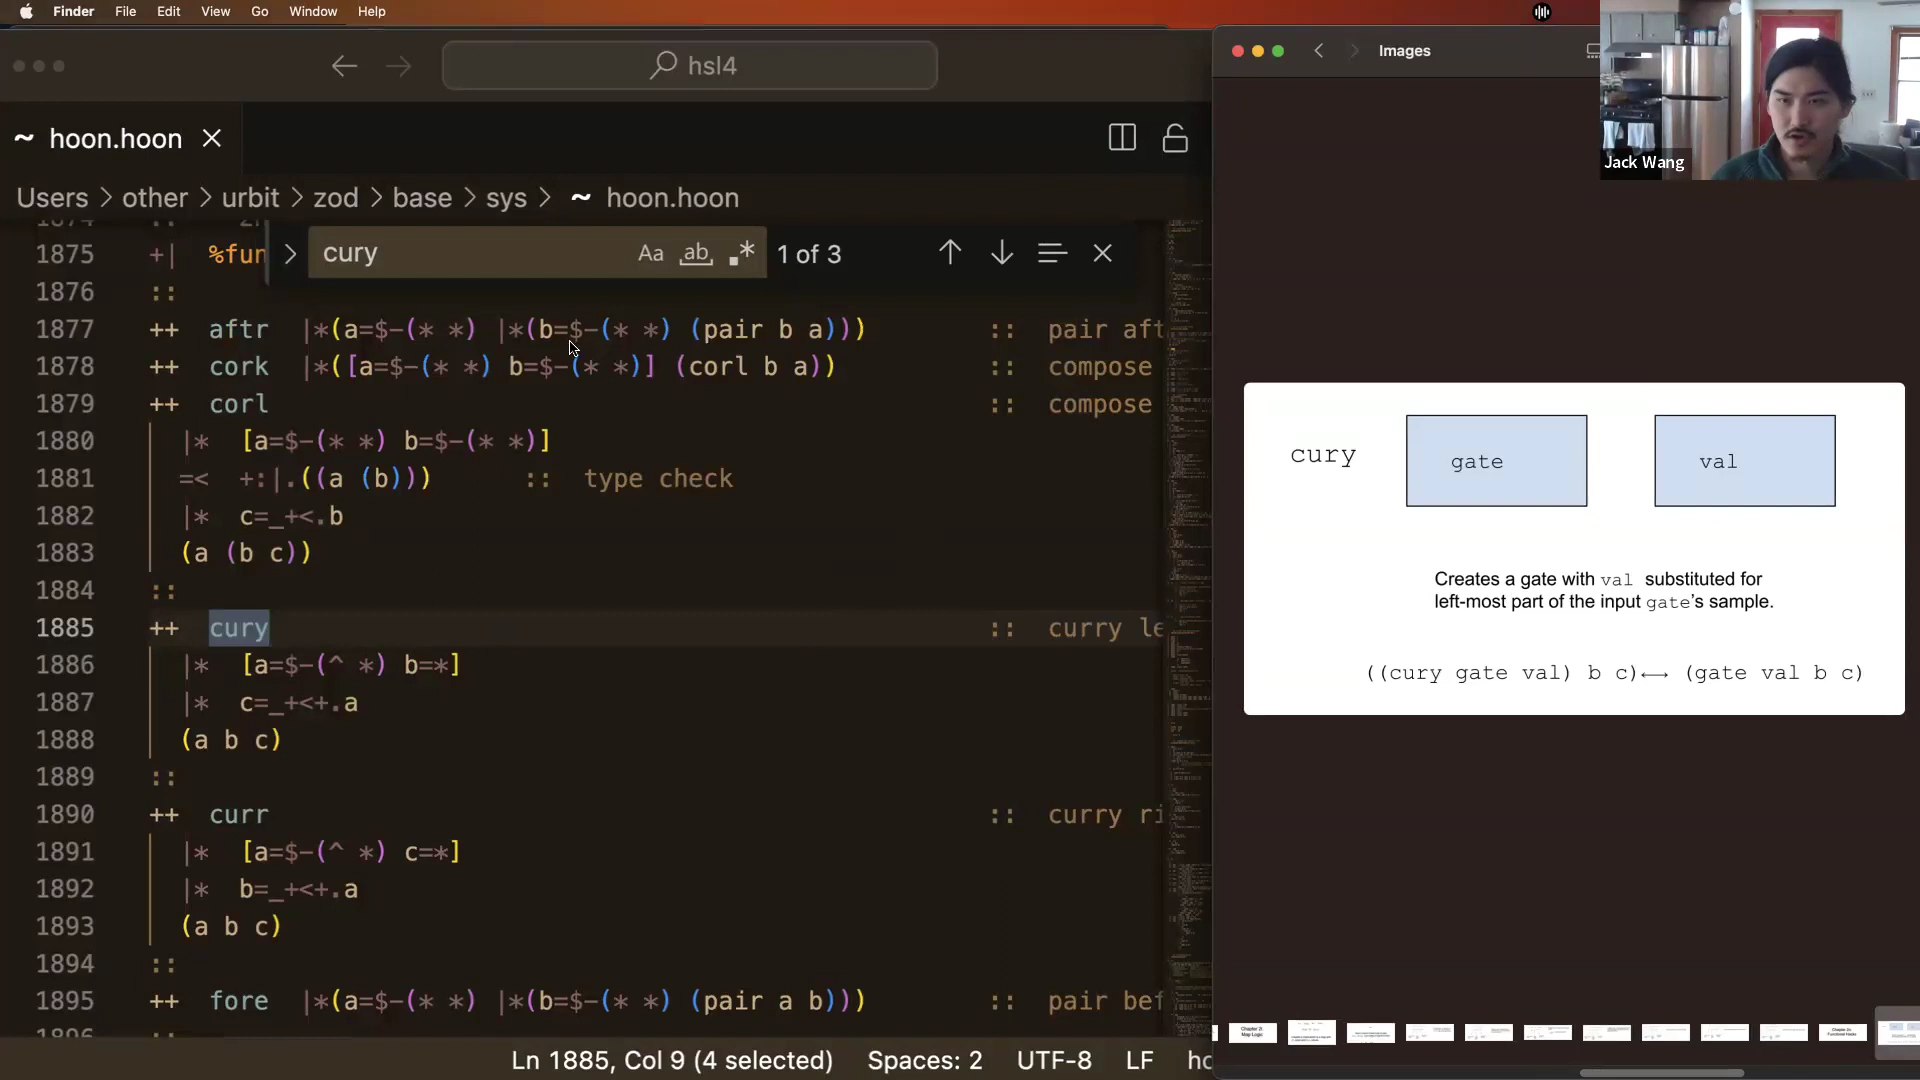 Finder File Edit View Go Window Help
hsl4
~ hoon.hoon
Users > other > urbit > zod > base > sys > ~ hoon.hoon
cury Aa ab .* 1 of 3
1875 +| %fun
1876 ::
1877 ++ aftr |*(a=$-(* *) |*(b=$-(* *) (pair b a))) :: pair aft
1878 ++ cork |*([a=$-(* *) b=$-(* *)] (corl b a)) :: compose
1879 ++ corl :: compose
1880 |* [a=$-(* *) b=$-(* *)]
1881 =< +:|.((a (b))) :: type check
1882 |* c=_+<.b
1883 (a (b c))
1884 ::
1885 ++ cury :: curry le
1886 |* [a=$-(^ *) b=*]
1887 |* c=_+<+.a
1888 (a b c)
1889 ::
1890 ++ curr :: curry ri
1891 |* [a=$-(^ *) c=*]
1892 |* b=_+<+.a
1893 (a b c)
1894 ::
1895 ++ fore |*(a=$-(* *) |*(b=$-(* *) (pair a b))) :: pair bef
1896 ::
Ln 1885, Col 9 (4 selected) Spaces: 2 UTF-8 LF ho
Images
Jack Wang
cury gate val
Creates a gate with val substituted for
left-most part of the input gate's sample.
((cury gate val) b c)⟷ (gate val b c)